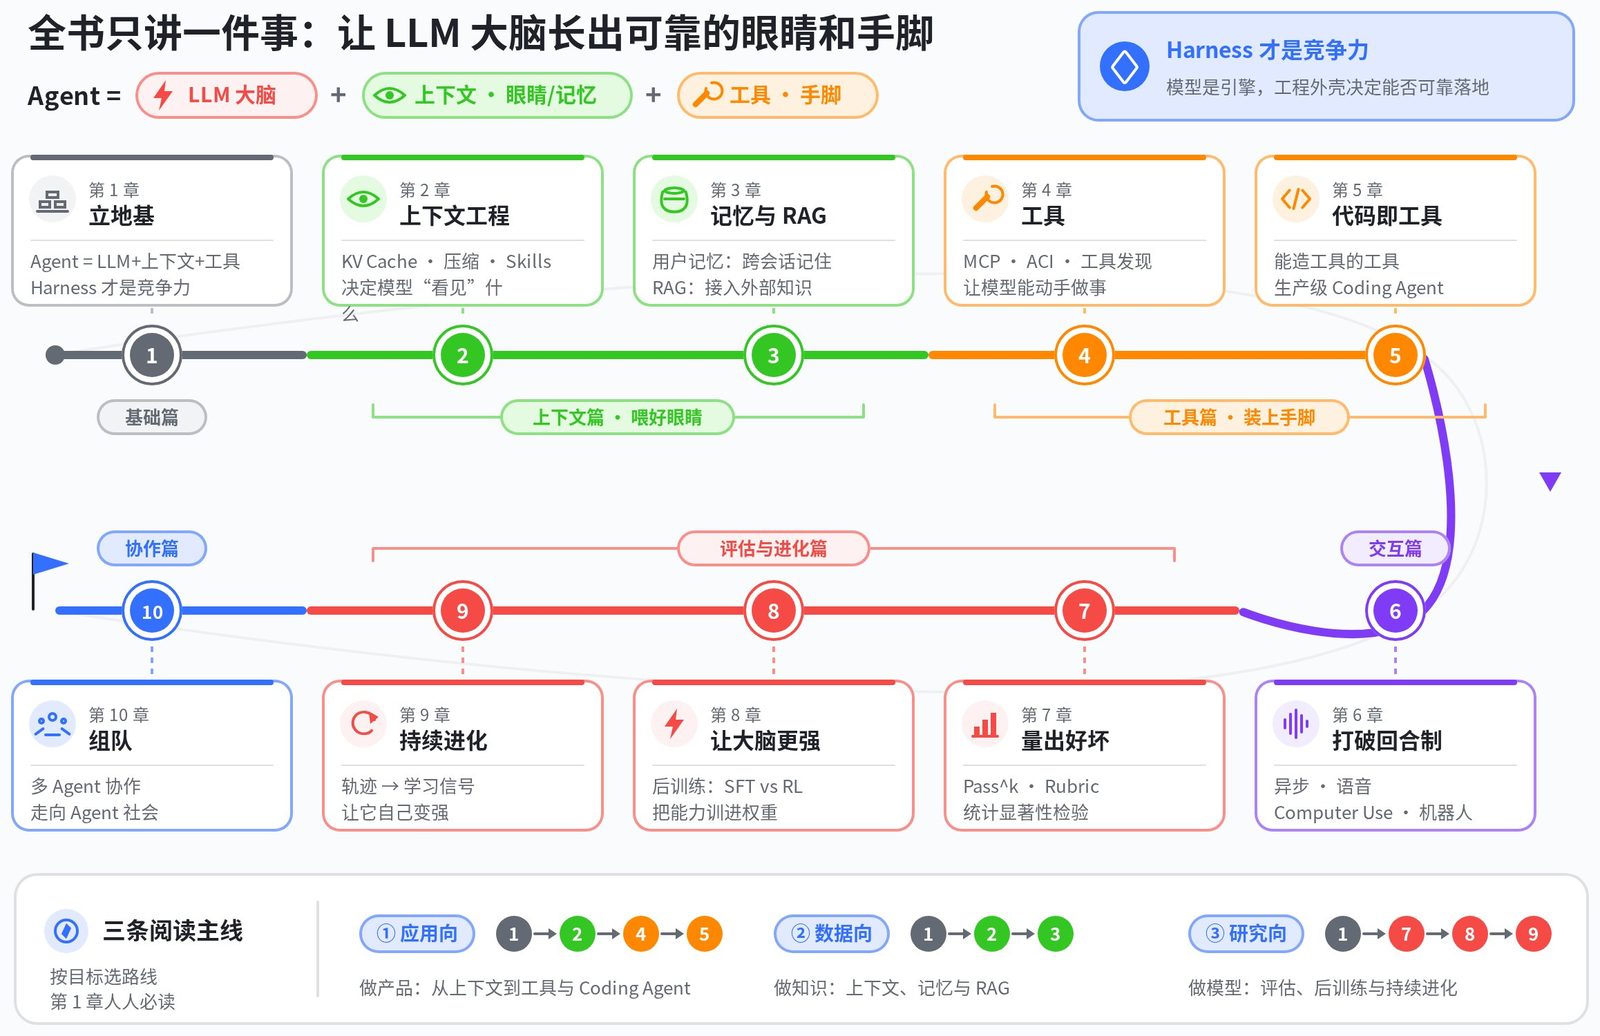 全书只讲一件事：让 LLM 大脑长出可靠的眼睛和手脚
Agent = LLM 大脑 + 上下文 · 眼睛/记忆 + 工具 · 手脚
Harness 才是竞争力
模型是引擎，工程外壳决定能否可靠落地
第 1 章
立地基
Agent = LLM+上下文+工具
Harness 才是竞争力
第 2 章
上下文工程
KV Cache · 压缩 · Skills
决定模型“看见”什
么
第 3 章
记忆与 RAG
用户记忆：跨会话记住
RAG：接入外部知识
第 4 章
工具
MCP · ACI · 工具发现
让模型能动手做事
第 5 章
代码即工具
能造工具的工具
生产级 Coding Agent
1
2
3
4
5
基础篇
上下文篇 · 喂好眼睛
工具篇 · 装上手脚
协作篇
评估与进化篇
交互篇
10
9
8
7
6
第 10 章
组队
多 Agent 协作
走向 Agent 社会
第 9 章
持续进化
轨迹 → 学习信号
让它自己变强
第 8 章
让大脑更强
后训练：SFT vs RL
把能力训进权重
第 7 章
量出好坏
Pass^k · Rubric
统计显著性检验
第 6 章
打破回合制
异步 · 语音
Computer Use · 机器人
三条阅读主线
按目标选路线
第 1 章人人必读
① 应用向 1→2→4→5
做产品：从上下文到工具与 Coding Agent
② 数据向 1→2→3
做知识：上下文、记忆与 RAG
③ 研究向 1→7→8→9
做模型：评估、后训练与持续进化